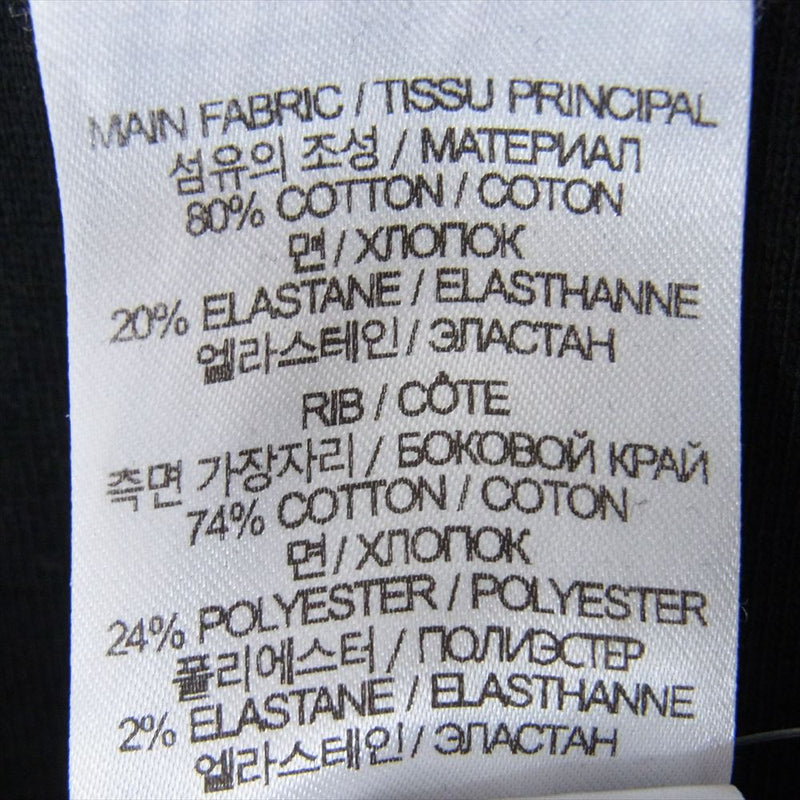 MAIN FABRIC / TISSU PRINCIPAL
섬유의 조성 / МАТЕРИАЛ
80% COTTON / COTON
면 / ХЛОПОК
20% ELASTANE / ELASTHANNE
엘라스테인 / ЭЛАСТАН
RIB / CÔTE
측면 가장자리 / БОКОВОЙ КРАЙ
74% COTTON / COTON
면 / ХЛОПОК
24% POLYESTER / POLYESTER
폴리에스터 / ПОЛИЭСТЕР
2% ELASTANE / ELASTHANNE
엘라스테인 / ЭЛАСТАН